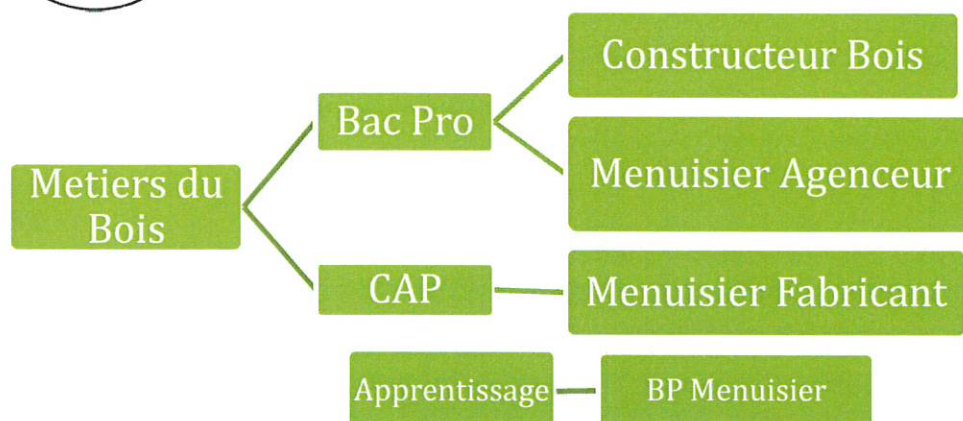 Constructeur Bois
Bac Pro
Menuisier Agenceur
Metiers du
Bois
CAP
Menuisier Fabricant
Apprentissage
BP Menuisier